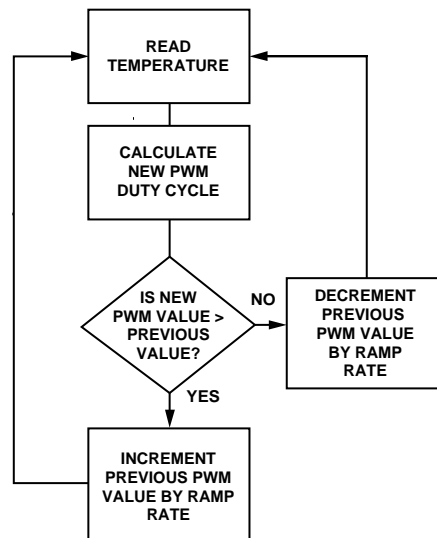 READ
TEMPERATURE
CALCULATE
NEW PWM
DUTY CYCLE
IS NEW
PWM VALUE >
PREVIOUS
VALUE?
NO
DECREMENT
PREVIOUS
PWM VALUE
BY RAMP
RATE
YES
INCREMENT
PREVIOUS PWM
VALUE BY RAMP
RATE